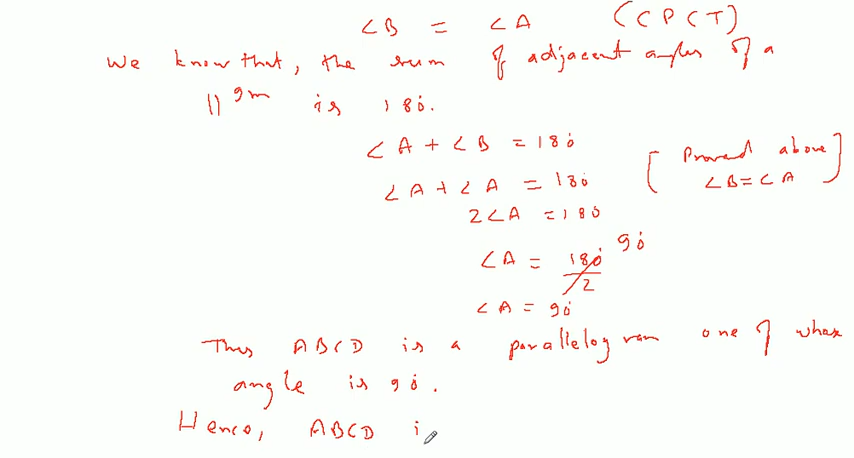 ∠B = ∠A (CPCT)
We know that, the sum of adjacent angles of a
||gm is 180°.
∠A + ∠B = 180°
∠A + ∠A = 180° [Proved above
2∠A = 180° ∠B = ∠A]
∠A = 180°/2 90°
∠A = 90°
Thus ABCD is a parallelogram one of whose
angle is 90°.
Hence, ABCD i